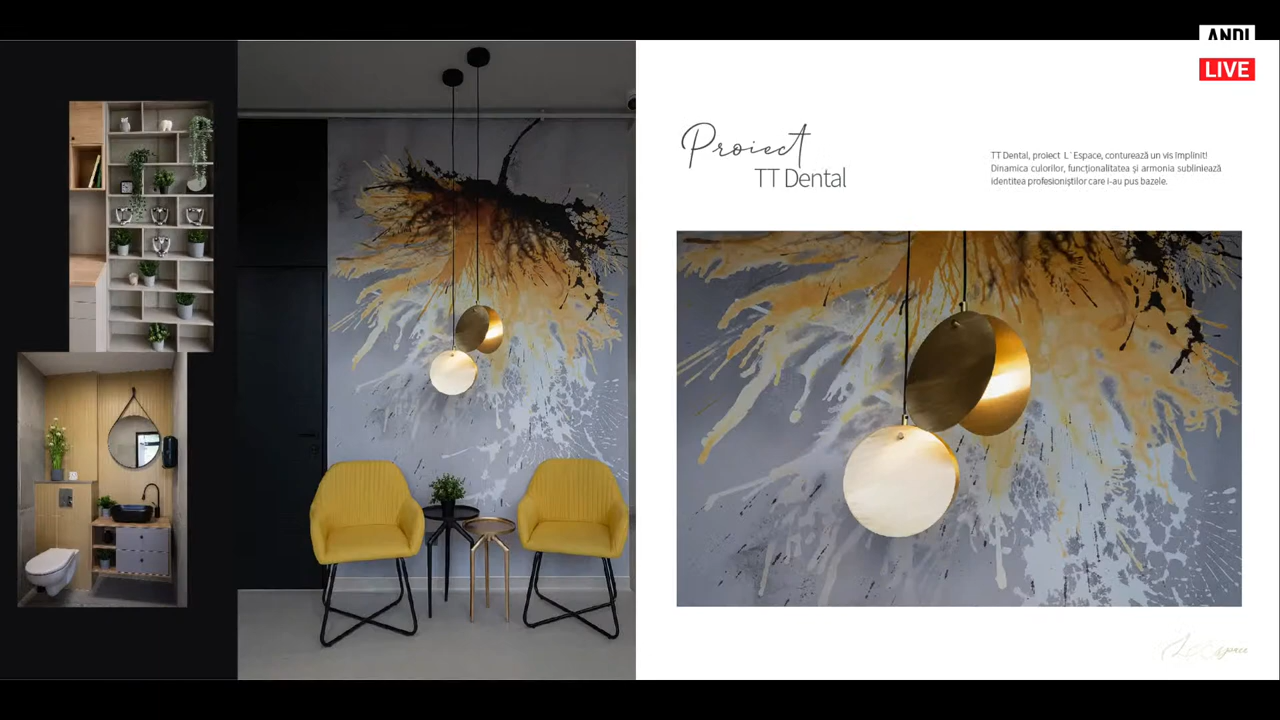 ANDI
LIVE
Proiect
TT Dental
TT Dental, proiect L´Espace, conturează un vis împlinit!
Dinamica culorilor, funcționalitatea și armonia subliniează
identitatea profesioniștilor care i-au pus bazele.